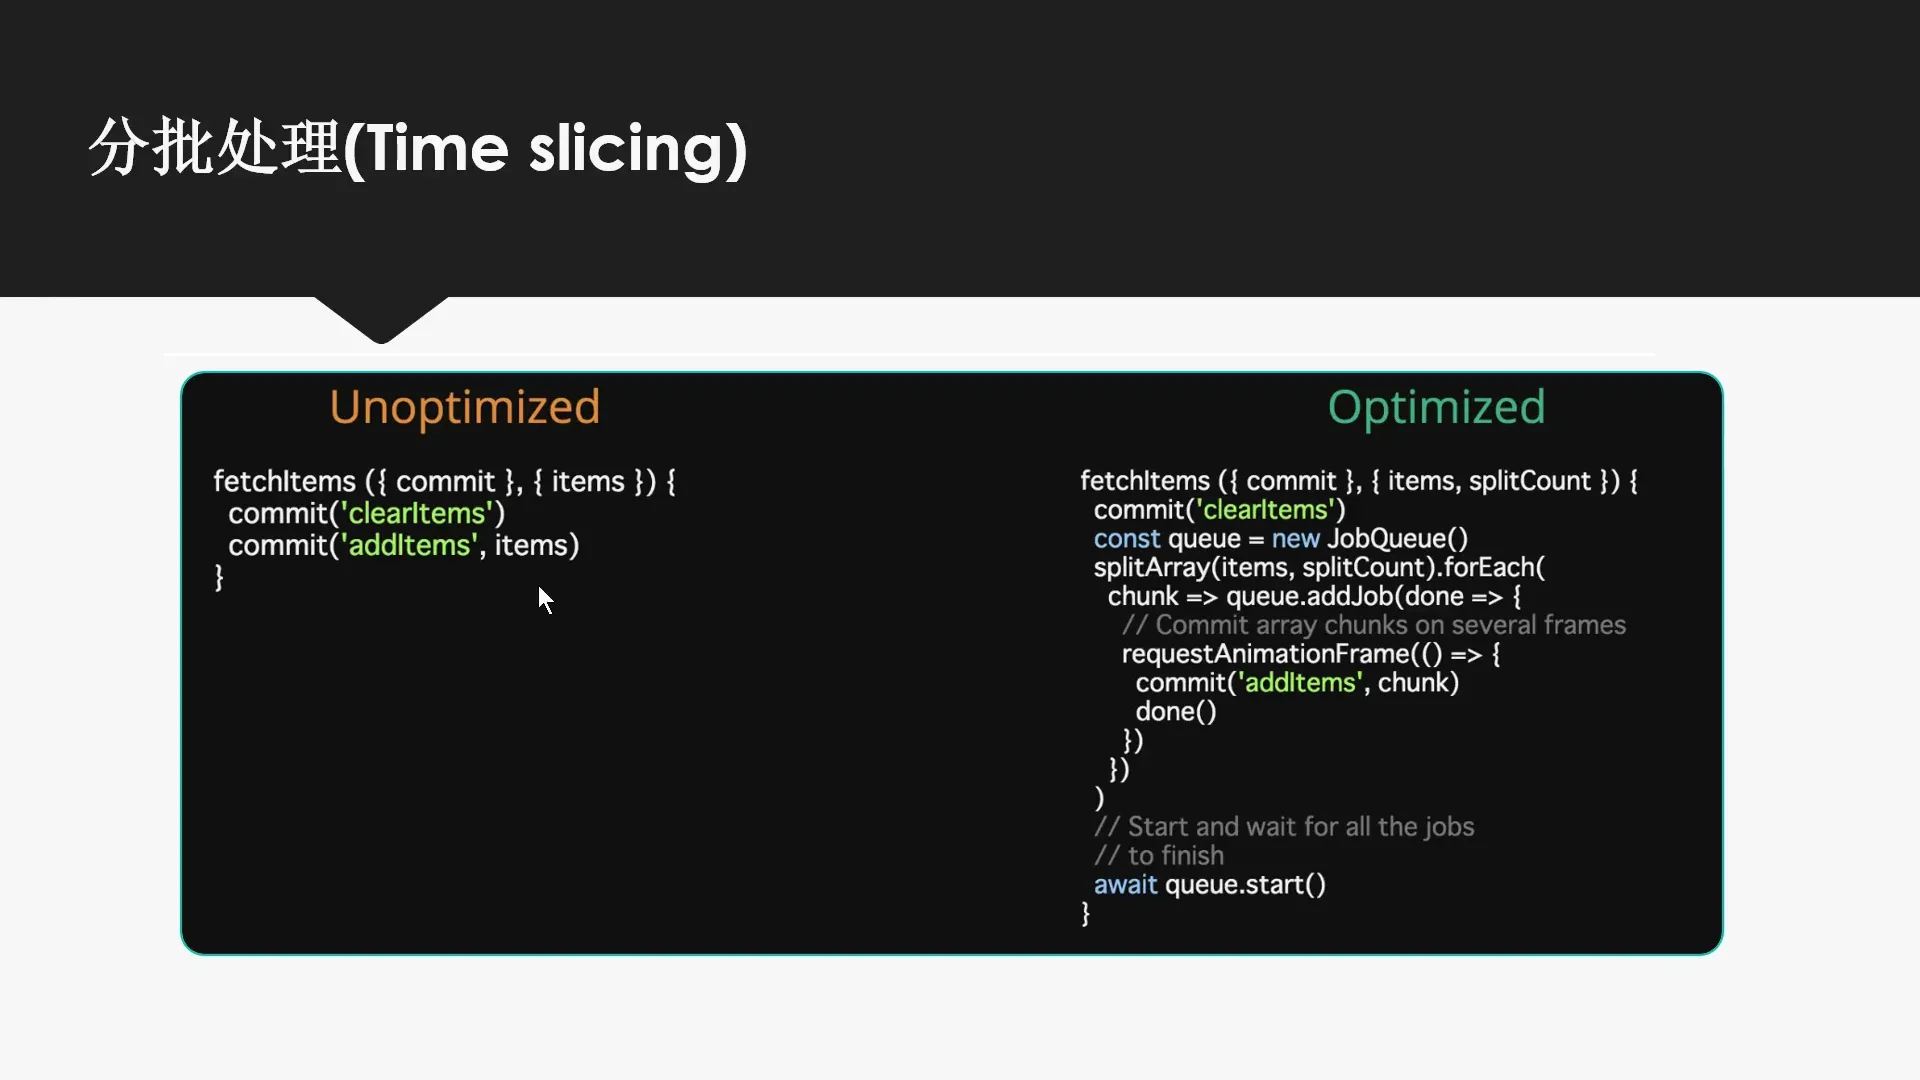 分批处理(Time slicing)
Unoptimized
fetchItems ({ commit }, { items }) {
commit('clearItems')
commit('addItems', items)
}
Optimized
fetchItems ({ commit }, { items, splitCount }) {
commit('clearItems')
const queue = new JobQueue()
splitArray(items, splitCount).forEach(
chunk => queue.addJob(done => {
// Commit array chunks on several frames
requestAnimationFrame(() => {
commit('addItems', chunk)
done()
})
})
)
// Start and wait for all the jobs
// to finish
await queue.start()
}